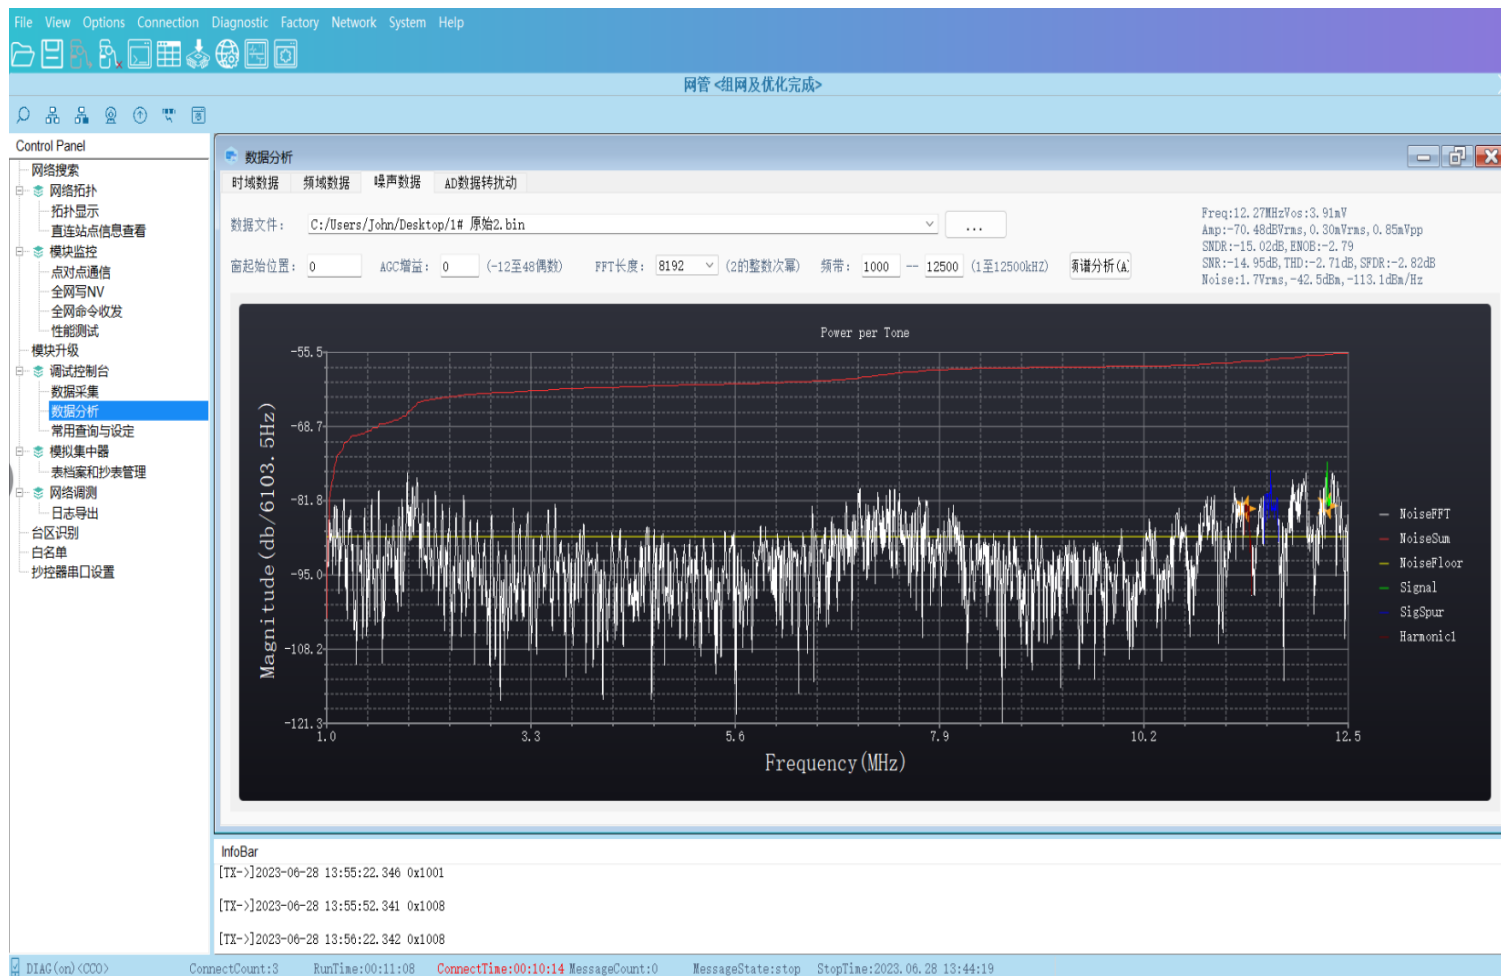 File View Options Connection Diagnostic Factory Network System Help
网管 <组网及优化完成>
Control Panel
网络搜索
网络拓扑
拓扑显示
直连站点信息查看
模块监控
点对点通信
全网写NV
全网命令收发
性能测试
模块升级
调试控制台
数据采集
数据分析
常用查询与设定
模拟集中器
表档案和抄表管理
网络调测
日志导出
台区识别
白名单
抄控器串口设置
数据分析
时域数据 频域数据 噪声数据 AD数据转扰动
数据文件: C:/Users/John/Desktop/1# 原始2.bin ...
窗起始位置: 0 AGC增益: 0 (-12至48偶数) FFT长度: 8192 (2的整数次幂) 频带: 1000 -- 12500 (1至12500kHZ) 频谱分析(A
Freq:12.27MHzVos:3.91mV
Amp:-70.48dBVrms,0.30mVrms,0.85mVpp
SNDR:-15.02dB,ENOB:-2.79
SNR:-14.95dB,THD:-2.71dB,SFDR:-2.82dB
Noise:1.7Vrms,-42.5dBm,-113.1dBm/Hz
Power per Tone
Magnitude(db/6103.5Hz)
-55.5
-68.7
-81.8
-95.0
-108.2
-121.3
1.0 3.3 5.6 7.9 10.2 12.5
Frequency(MHz)
NoiseFFT
NoiseSum
NoiseFloor
Signal
SigSpur
Harmonic1
InfoBar
[TX->]2023-06-28 13:55:22.346 0x1001
[TX->]2023-06-28 13:55:52.341 0x1008
[TX->]2023-06-28 13:56:22.342 0x1008
DIAG(on)<CCO> ConnectCount:3 RunTime:00:11:08 ConnectTime:00:10:14 MessageCount:0 MessageState:stop StopTime:2023.06.28 13:44:19